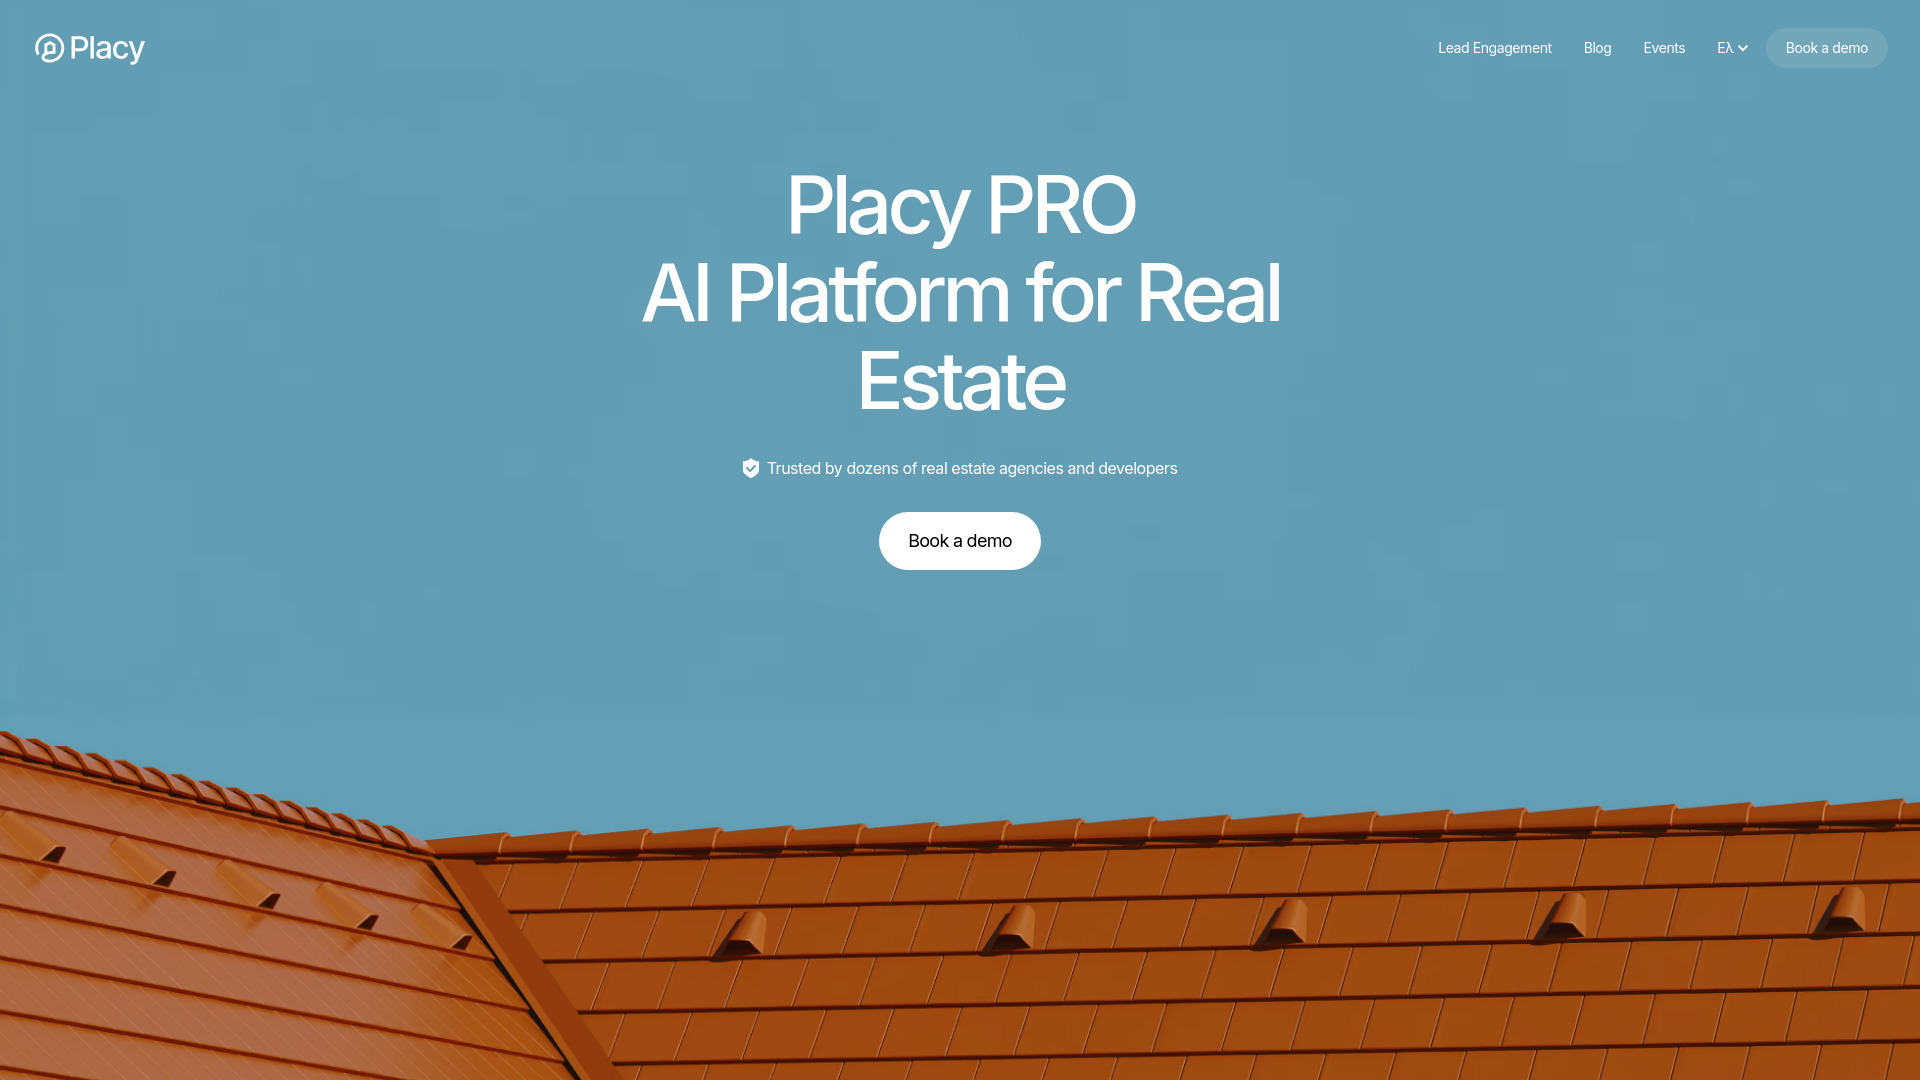 Placy
Lead Engagement
Blog
Events
Ελ
Book a demo
Placy PRO
AI Platform for Real
Estate
Trusted by dozens of real estate agencies and developers
Book a demo